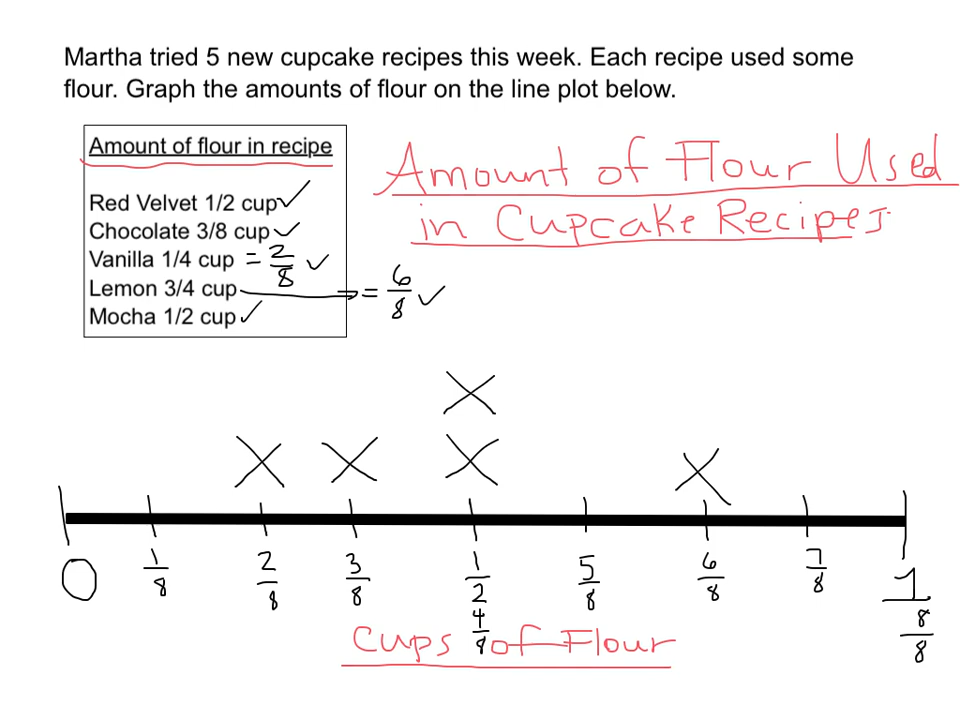 Martha tried 5 new cupcake recipes this week. Each recipe used some
flour. Graph the amounts of flour on the line plot below.
Amount of flour in recipe
Red Velvet 1/2 cup
Chocolate 3/8 cup
Vanilla 1/4 cup = 2/8
Lemon 3/4 cup = 6/8
Mocha 1/2 cup
Amount of Flour Used
in Cupcake Recipes
X
X X X X
0 1/8 2/8 3/8 1/2 5/8 6/8 7/8 1
4/8 8/8
Cups of Flour